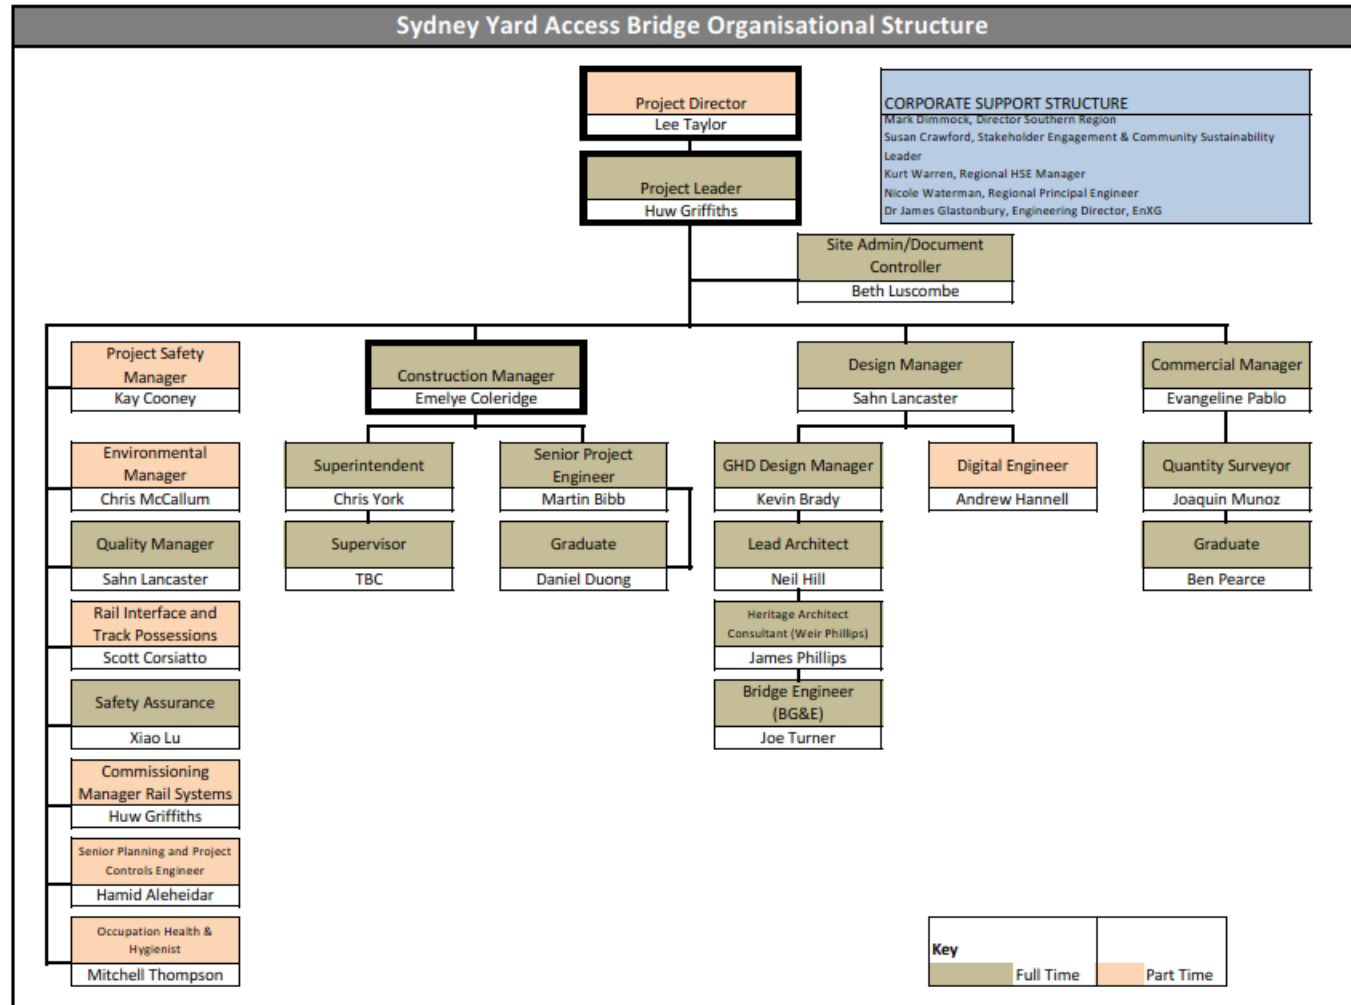 Sydney Yard Access Bridge Organisational Structure
Project Director
Lee Taylor
Project Leader
Huw Griffiths
CORPORATE SUPPORT STRUCTURE
Mark Dimmock, Director Southern Region
Susan Crawford, Stakeholder Engagement & Community Sustainability
Leader
Kurt Warren, Regional HSE Manager
Nicole Waterman, Regional Principal Engineer
Dr James Glastonbury, Engineering Director, EnXG
Site Admin/Document
Controller
Beth Luscombe
Project Safety
Manager
Kay Cooney
Construction Manager
Emelye Coleridge
Design Manager
Sahn Lancaster
Commercial Manager
Evangeline Pablo
Environmental
Manager
Chris McCallum
Superintendent
Chris York
Senior Project
Engineer
Martin Bibb
GHD Design Manager
Kevin Brady
Digital Engineer
Andrew Hannell
Quantity Surveyor
Joaquin Munoz
Quality Manager
Sahn Lancaster
Supervisor
TBC
Graduate
Daniel Duong
Lead Architect
Neil Hill
Graduate
Ben Pearce
Rail Interface and
Track Possessions
Scott Corsiatto
Heritage Architect
Consultant (Weir Phillips)
James Phillips
Safety Assurance
Xiao Lu
Bridge Engineer
(BG&E)
Joe Turner
Commissioning
Manager Rail Systems
Huw Griffiths
Senior Planning and Project
Controls Engineer
Hamid Aleheidar
Occupation Health &
Hygienist
Mitchell Thompson
Key
Full Time
Part Time